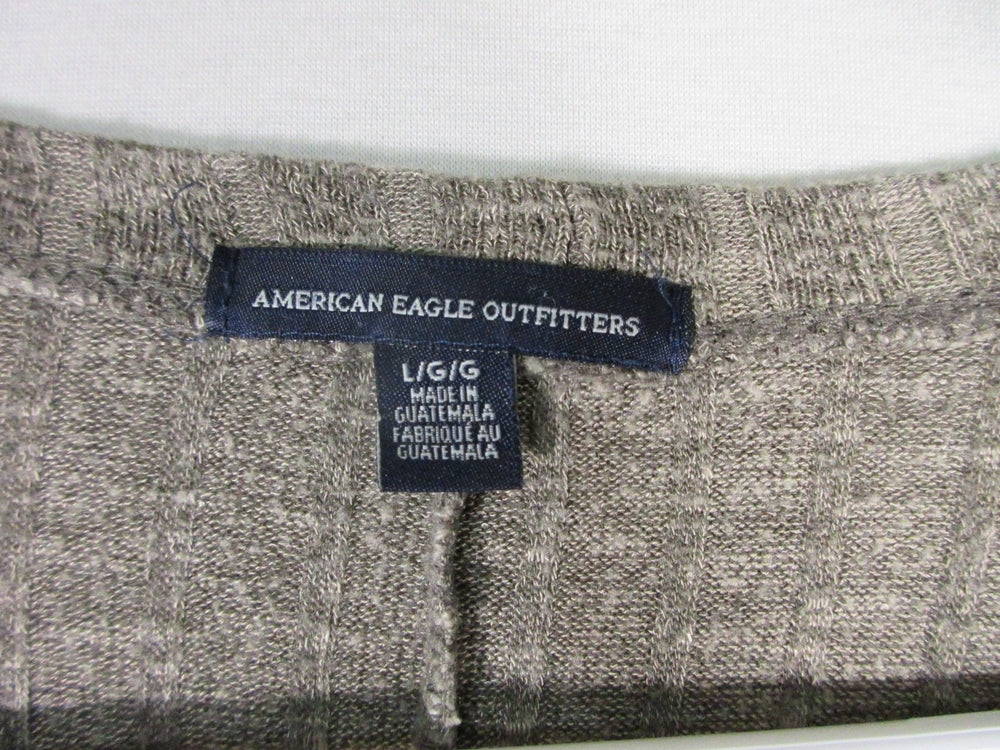 AMERICAN EAGLE OUTFITTERS
L/G/G
MADE IN
GUATEMALA
FABRIQUÉ AU
GUATEMALA